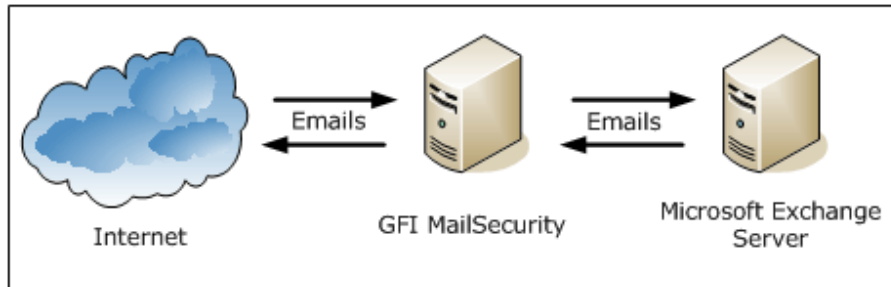 Emails
Emails
Internet
GFI MailSecurity
Microsoft Exchange
Server